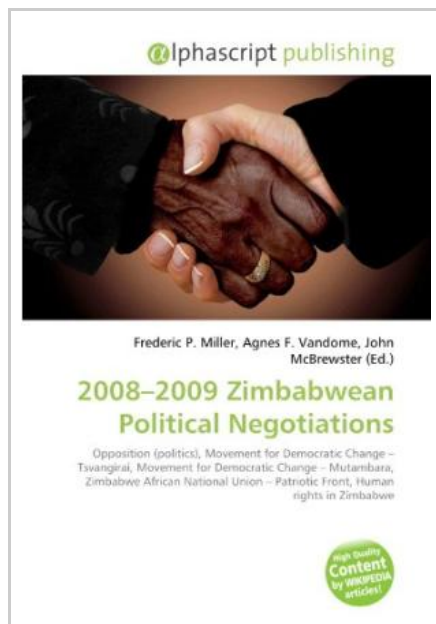 alphascript publishing
Frederic P. Miller, Agnes F. Vandome, John
McBrewster (Ed.)
2008–2009 Zimbabwean
Political Negotiations
Opposition (politics), Movement for Democratic Change –
Tsvangirai, Movement for Democratic Change – Mutambara,
Zimbabwe African National Union – Patriotic Front, Human
rights in Zimbabwe
High Quality
Content
by WIKIPEDIA
articles!